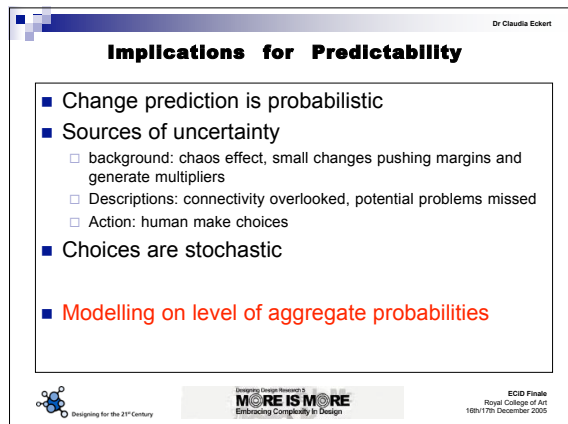 Dr Claudia Eckert
Implications for Predictability
Change prediction is probabilistic
Sources of uncertainty
background: chaos effect, small changes pushing margins and
generate multipliers
Descriptions: connectivity overlooked, potential problems missed
Action: human make choices
Choices are stochastic
Modelling on level of aggregate probabilities
Designing for the 21st Century
Designing Design Research 5
MORE IS MORE
Embracing Complexity In Design
ECiD Finale
Royal College of Art
16th/17th December 2005